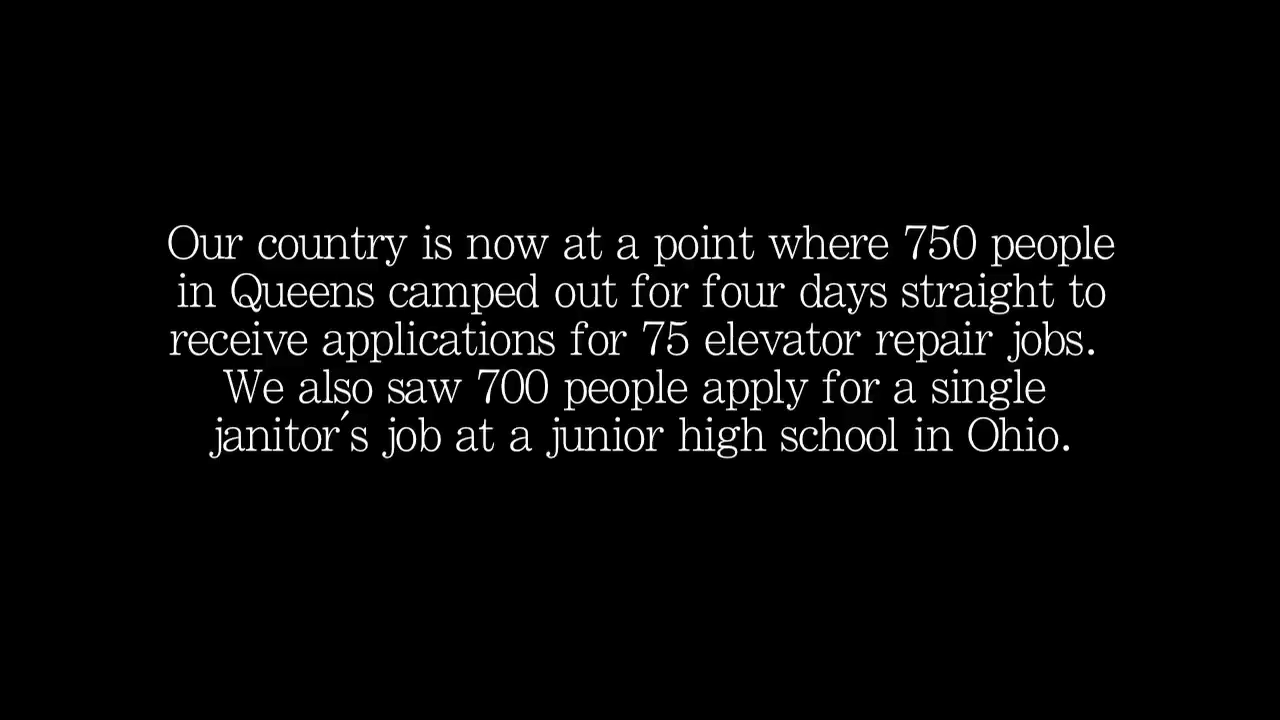 Our country is now at a point where 750 people
in Queens camped out for four days straight to
receive applications for 75 elevator repair jobs.
We also saw 700 people apply for a single
janitor´s job at a junior high school in Ohio.